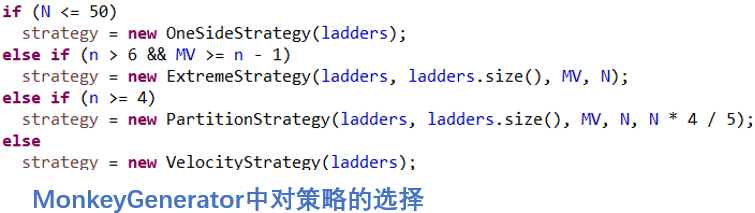 if (N <= 50)
strategy = new OneSideStrategy(ladders);
else if (n > 6 && MV >= n - 1)
strategy = new ExtremeStrategy(ladders, ladders.size(), MV, N);
else if (n >= 4)
strategy = new PartitionStrategy(ladders, ladders.size(), MV, N, N * 4 / 5);
else
strategy = new VelocityStrategy(ladders);
MonkeyGenerator中对策略的选择